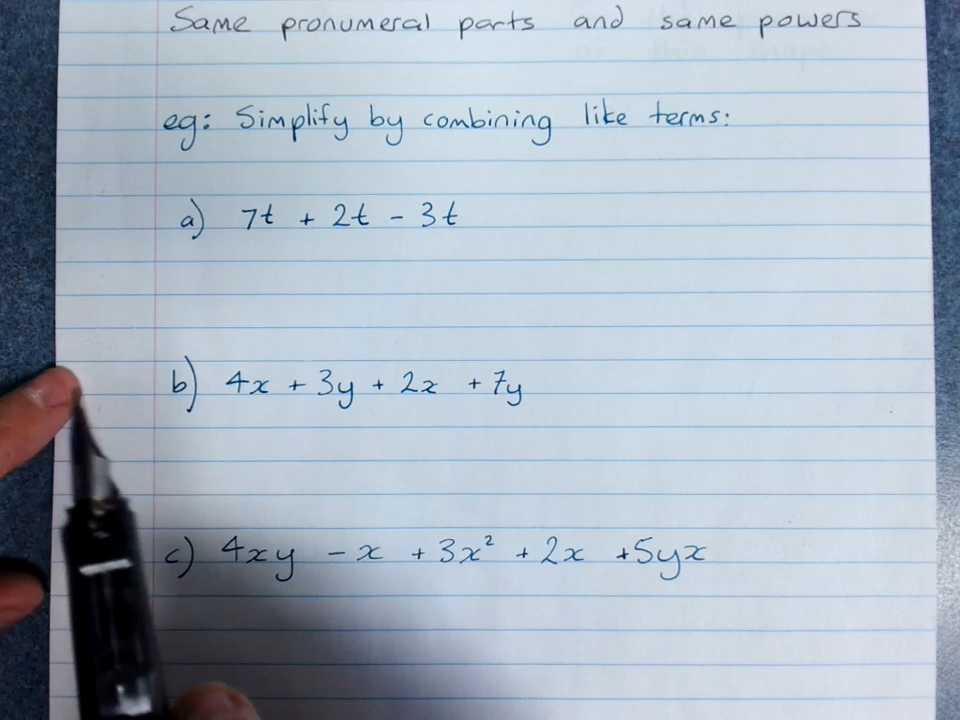 Same pronumeral parts and same powers
eg: Simplify by combining like terms:
a) 7t + 2t - 3t
b) 4x + 3y + 2x + 7y
c) 4xy - x + 3x² + 2x + 5yx